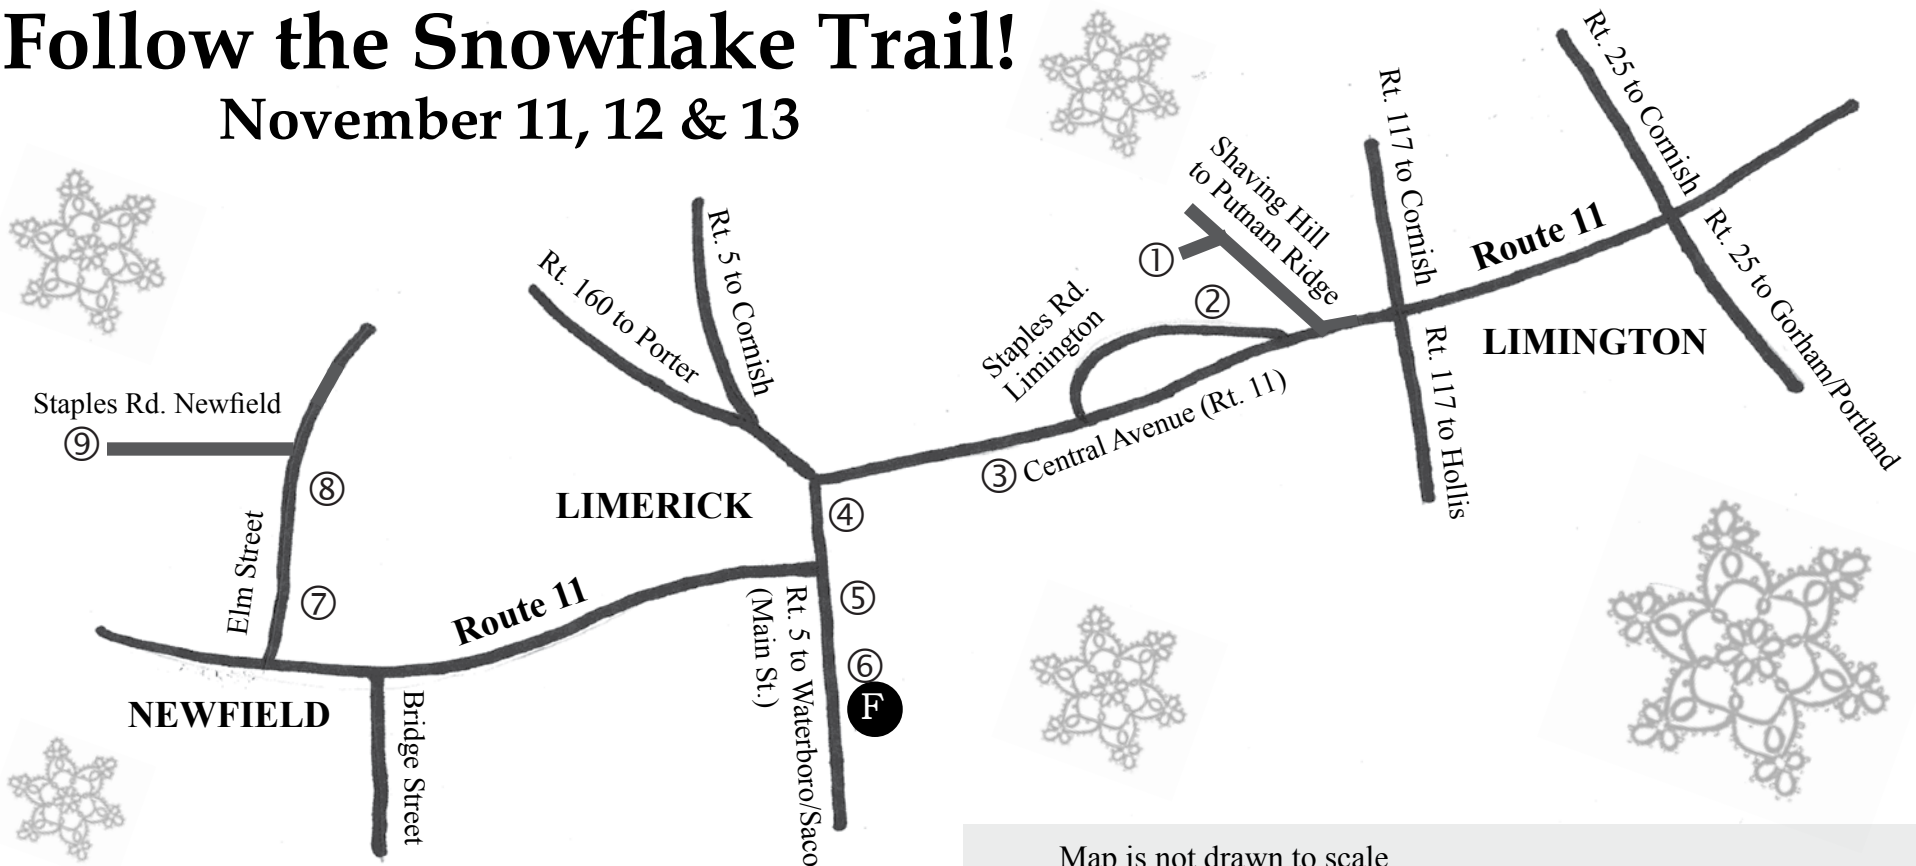 Follow the Snowflake Trail!
November 11, 12 & 13
Rt. 25 to Cornish
Rt. 117 to Cornish
Shaving Hill
to Putnam Ridge
①
②
Route 11
Rt. 25 to Gorham/Portland
LIMINGTON
Rt. 117 to Hollis
Staples Rd.
Limington
Central Avenue (Rt. 11)
③
Rt. 5 to Cornish
Rt. 160 to Porter
LIMERICK
④
⑤
⑥
F
Rt. 5 to Waterboro/Saco
(Main St.)
Route 11
Staples Rd. Newfield
⑨
⑧
Elm Street
⑦
NEWFIELD
Bridge Street
Map is not drawn to scale